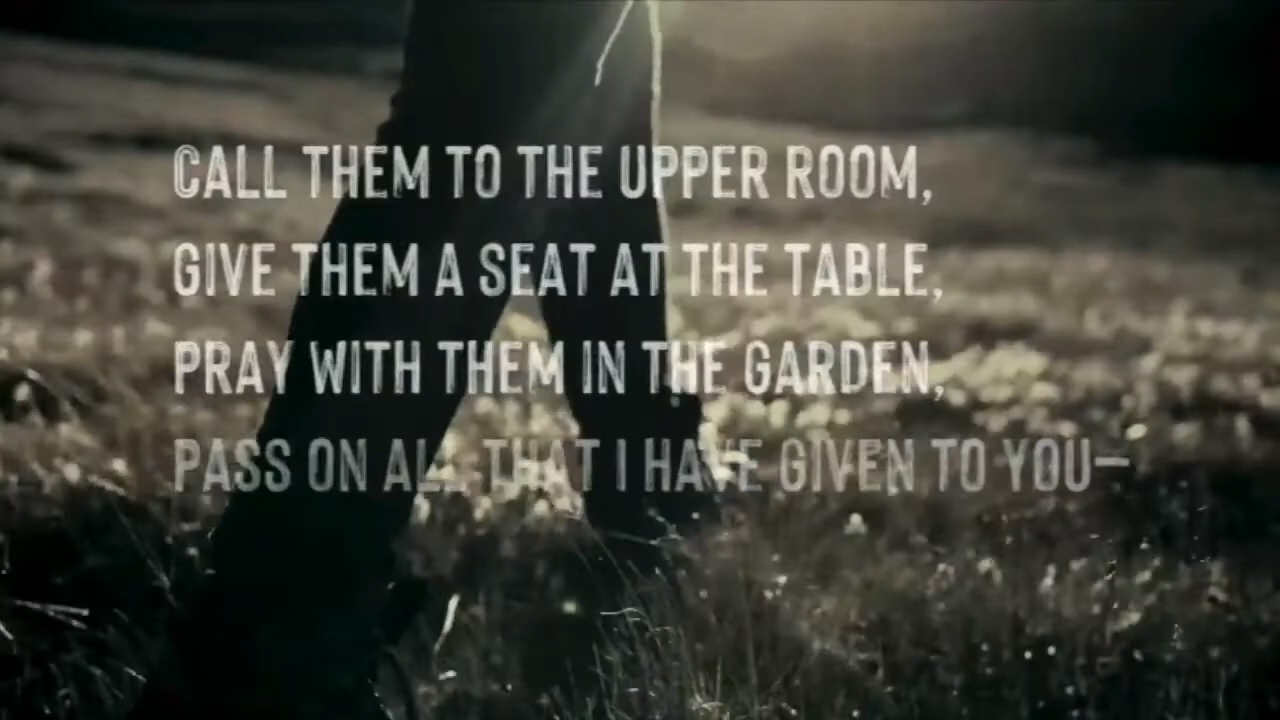 CALL THEM TO THE UPPER ROOM,
GIVE THEM A SEAT AT THE TABLE,
PRAY WITH THEM IN THE GARDEN,
PASS ON ALL THAT I HAVE GIVEN TO YOU—